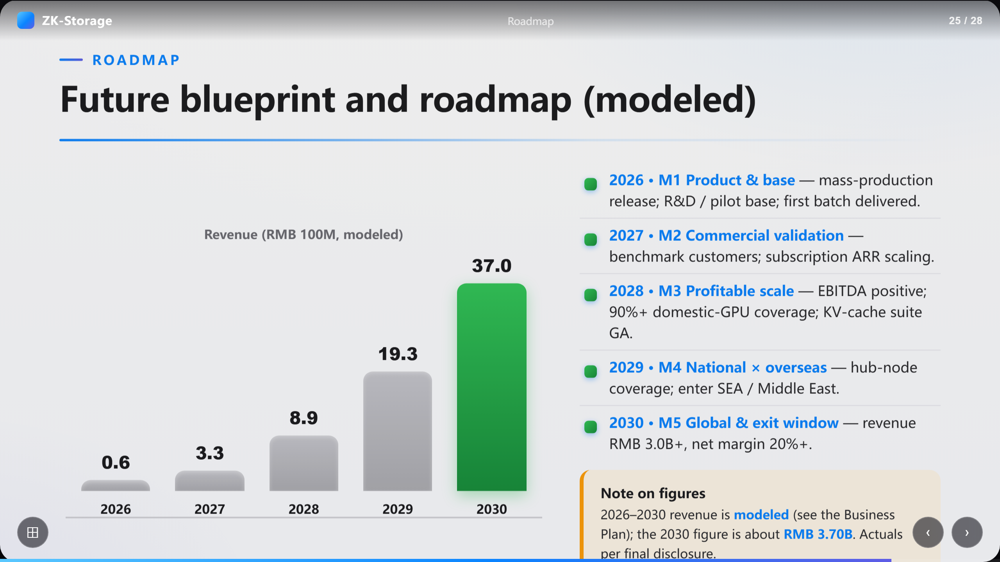 ZK-Storage
Roadmap
25 / 28
ROADMAP
Future blueprint and roadmap (modeled)
Revenue (RMB 100M, modeled)
37.0
19.3
8.9
3.3
0.6
2026
2027
2028
2029
2030
2026 • M1 Product & base — mass-production
release; R&D / pilot base; first batch delivered.
2027 • M2 Commercial validation —
benchmark customers; subscription ARR scaling.
2028 • M3 Profitable scale — EBITDA positive;
90%+ domestic-GPU coverage; KV-cache suite
GA.
2029 • M4 National × overseas — hub-node
coverage; enter SEA / Middle East.
2030 • M5 Global & exit window — revenue
RMB 3.0B+, net margin 20%+.
Note on figures
2026–2030 revenue is modeled (see the Business
Plan); the 2030 figure is about RMB 3.70B. Actuals
per final disclosure.